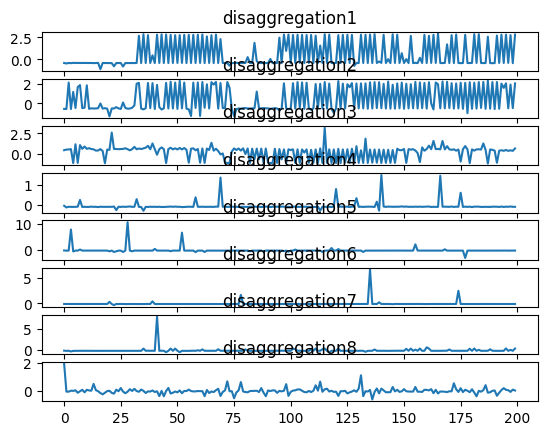 disaggregation1
2.5
0.0
disaggregation2
2
0
disaggregation3
2.5
0.0
disaggregation4
1
0
disaggregation5
10
0
disaggregation6
5
0
disaggregation7
5
0
disaggregation8
2
0
0 25 50 75 100 125 150 175 200